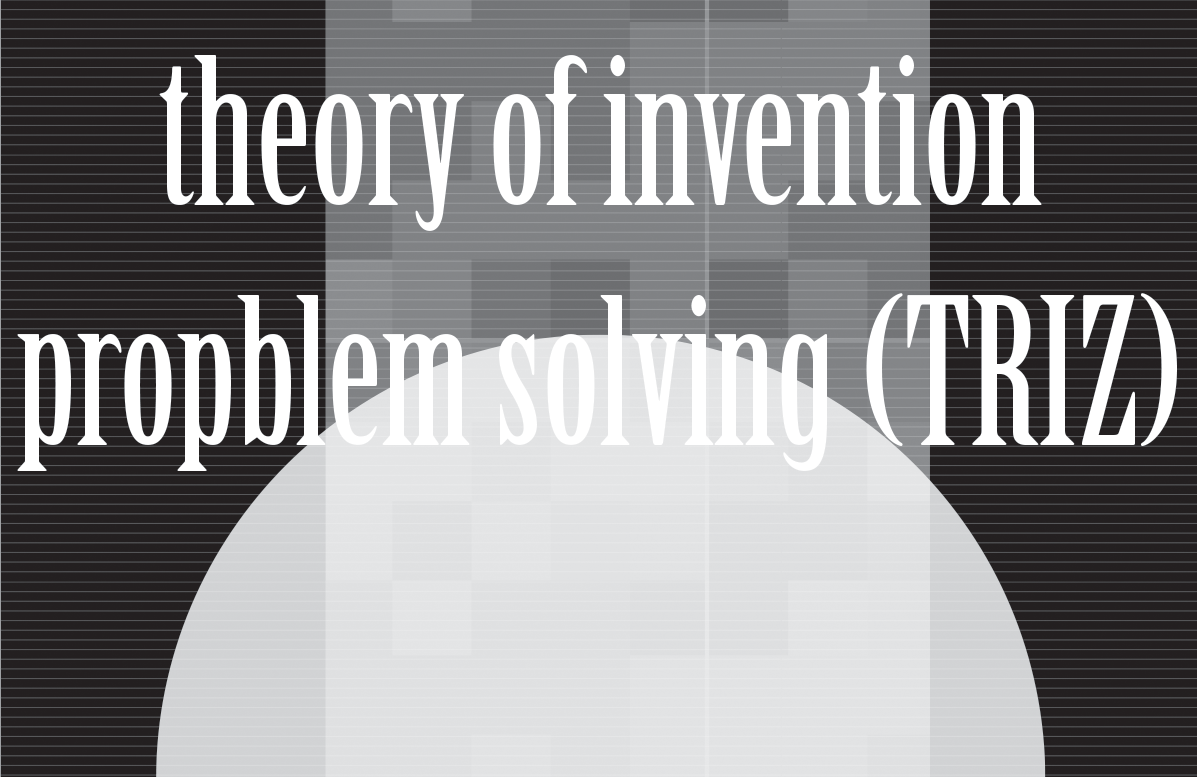 theory of invention
propblem solving (TRIZ)